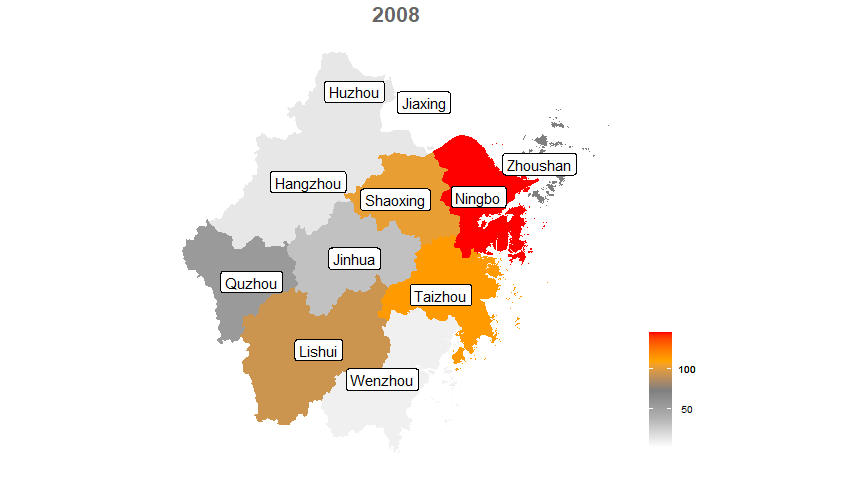 2008
Huzhou
Jiaxing
Zhoushan
Hangzhou
Shaoxing
Ningbo
Jinhua
Quzhou
Taizhou
Lishui
Wenzhou
100
50